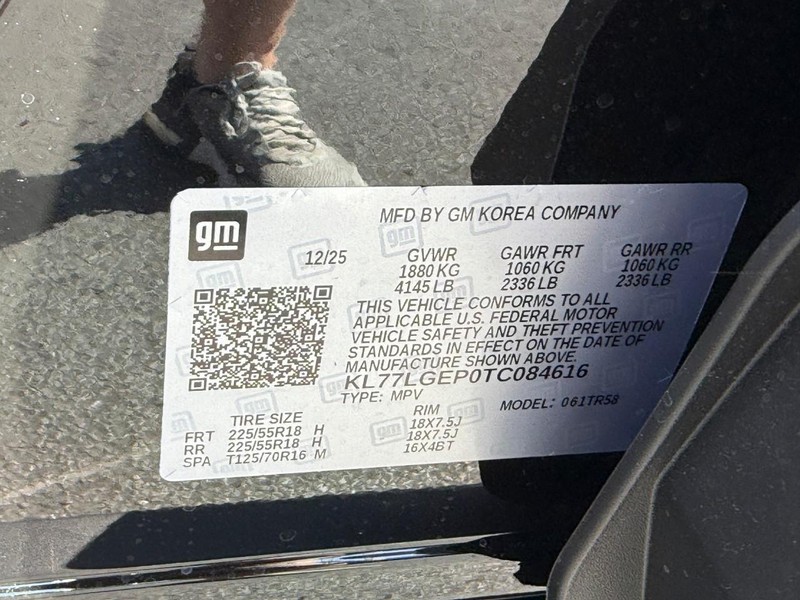 gm
MFD BY GM KOREA COMPANY
12/25 GVWR GAWR FRT GAWR RR
1880 KG 1060 KG 1060 KG
4145 LB 2336 LB 2336 LB
THIS VEHICLE CONFORMS TO ALL
APPLICABLE U.S. FEDERAL MOTOR
VEHICLE SAFETY AND THEFT PREVENTION
STANDARDS IN EFFECT ON THE DATE OF
MANUFACTURE SHOWN ABOVE.
KL77LGEP0TC084616
TYPE: MPV MODEL: 061TR58
TIRE SIZE RIM
FRT 225/55R18 H 18X7.5J
RR 225/55R18 H 18X7.5J
SPA T125/70R16 M 16X4BT